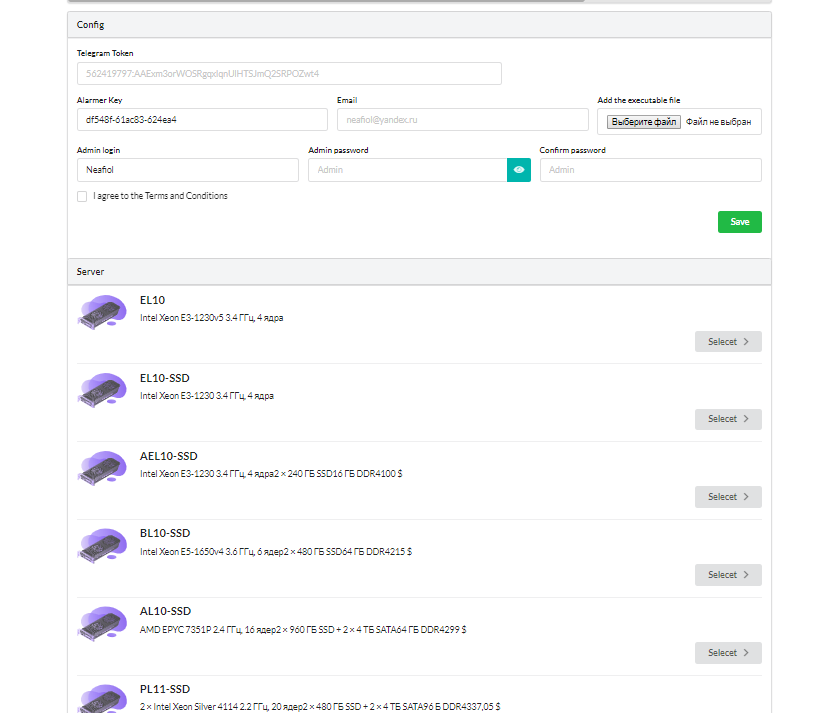 Config
Telegram Token
562419797:AAExm3orWOSRgqxlqnUlHTSJmQ2SRPOZwt4
Alarmer Key Email Add the executable file
df548f-61ac83-624ea4 neafiol@yandex.ru Выберите файл Файл не выбран
Admin login Admin password Confirm password
Neafiol Admin Admin
I agree to the Terms and Conditions
Save
Server
EL10
Intel Xeon E3-1230v5 3.4 ГГц, 4 ядра
Selecet
EL10-SSD
Intel Xeon E3-1230 3.4 ГГц, 4 ядра
Selecet
AEL10-SSD
Intel Xeon E3-1230 3.4 ГГц, 4 ядра2 × 240 ГБ SSD16 ГБ DDR4100 $
Selecet
BL10-SSD
Intel Xeon E5-1650v4 3.6 ГГц, 6 ядер2 × 480 ГБ SSD64 ГБ DDR4215 $
Selecet
AL10-SSD
AMD EPYC 7351P 2.4 ГГц, 16 ядер2 × 960 ГБ SSD + 2 × 4 ТБ SATA64 ГБ DDR4299 $
Selecet
PL11-SSD
2 × Intel Xeon Silver 4114 2.2 ГГц, 20 ядер2 × 480 ГБ SSD + 2 × 4 ТБ SATA96 Б DDR4337,05 $